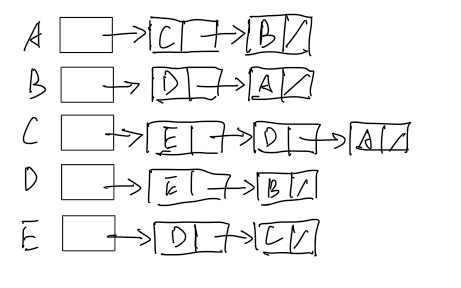 A C B
B D A
C E D A
D E B
E D C